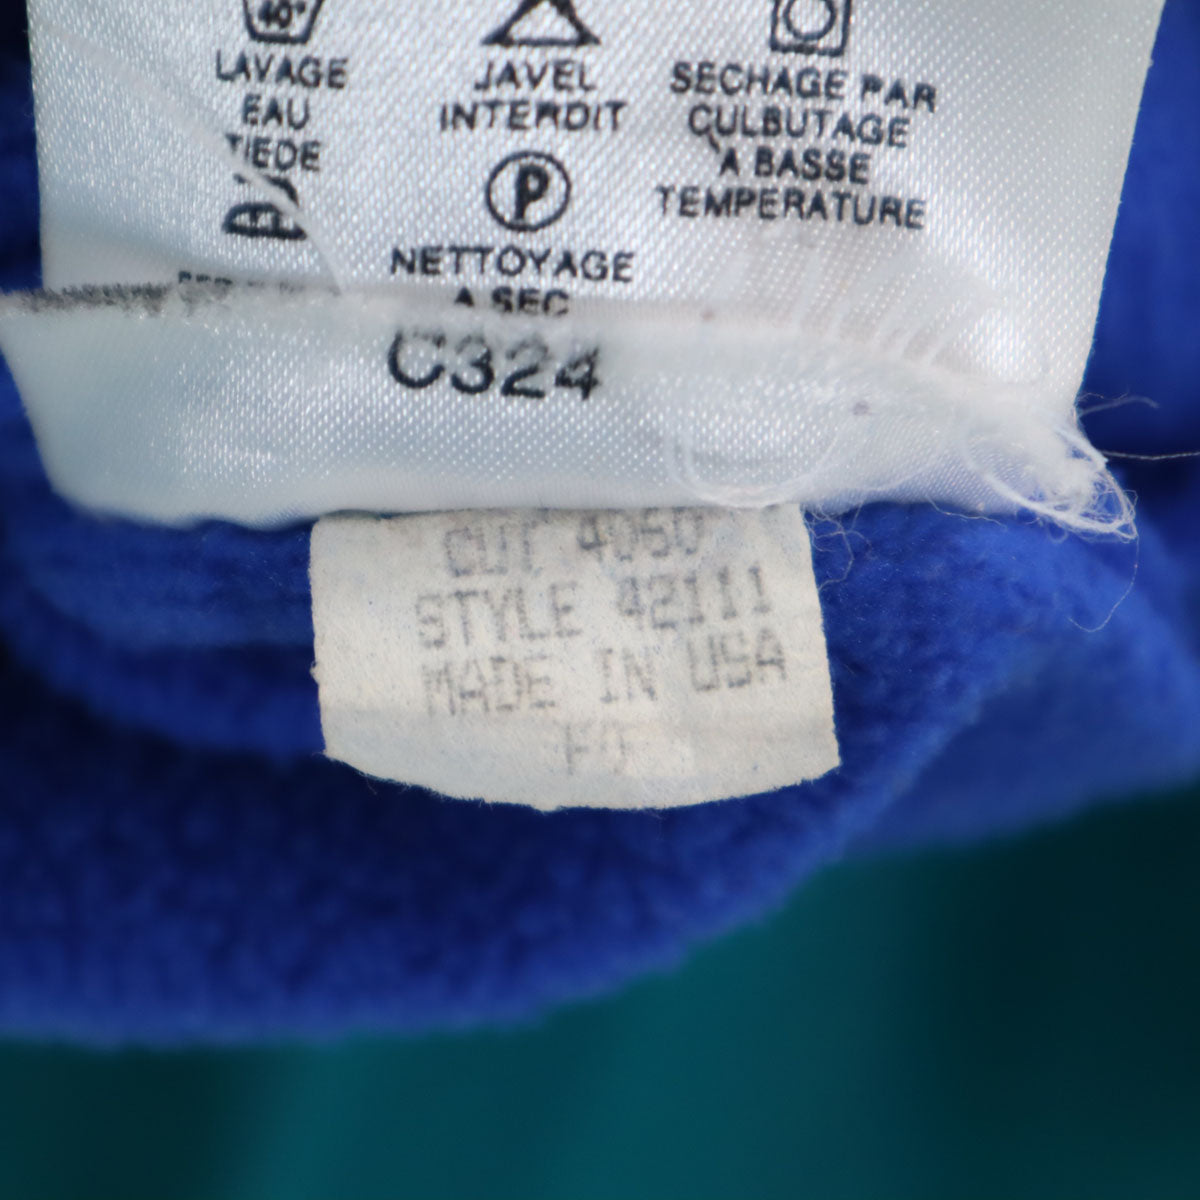 40°
LAVAGE
EAU
TIEDE
JAVEL
INTERDIT
P
NETTOYAGE
A SEC
SECHAGE PAR
CULBUTAGE
A BASSE
TEMPERATURE
C324
CUT 4050
STYLE 42111
MADE IN USA